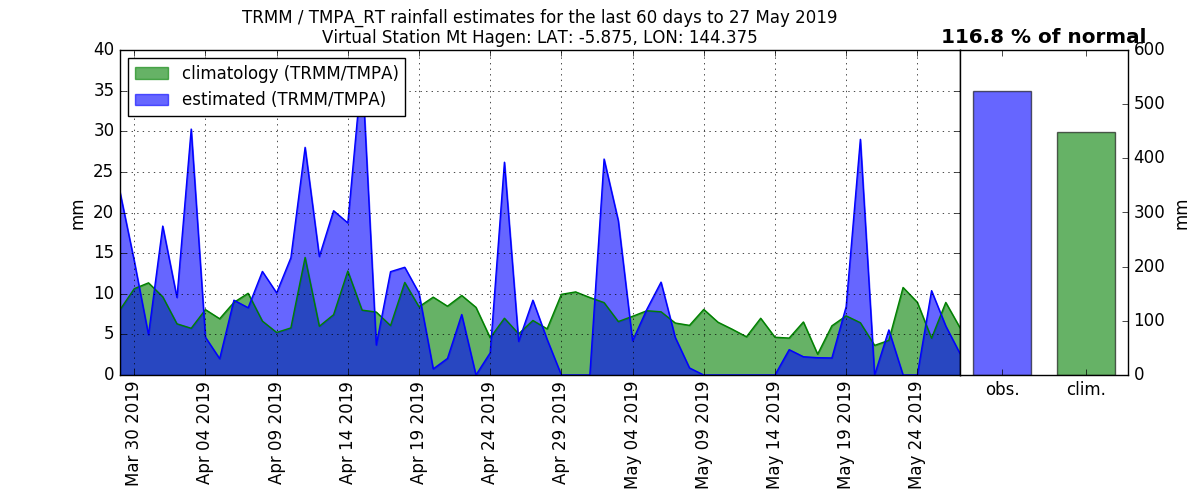 TRMM / TMPA_RT rainfall estimates for the last 60 days to 27 May 2019
Virtual Station Mt Hagen: LAT: -5.875, LON: 144.375
116.8 % of normal
climatology (TRMM/TMPA)
estimated (TRMM/TMPA)
40
35
30
25
20
15
10
5
0
mm
Mar 30 2019
Apr 04 2019
Apr 09 2019
Apr 14 2019
Apr 19 2019
Apr 24 2019
Apr 29 2019
May 04 2019
May 09 2019
May 14 2019
May 19 2019
May 24 2019
obs.
clim.
600
500
400
300
200
100
0
mm